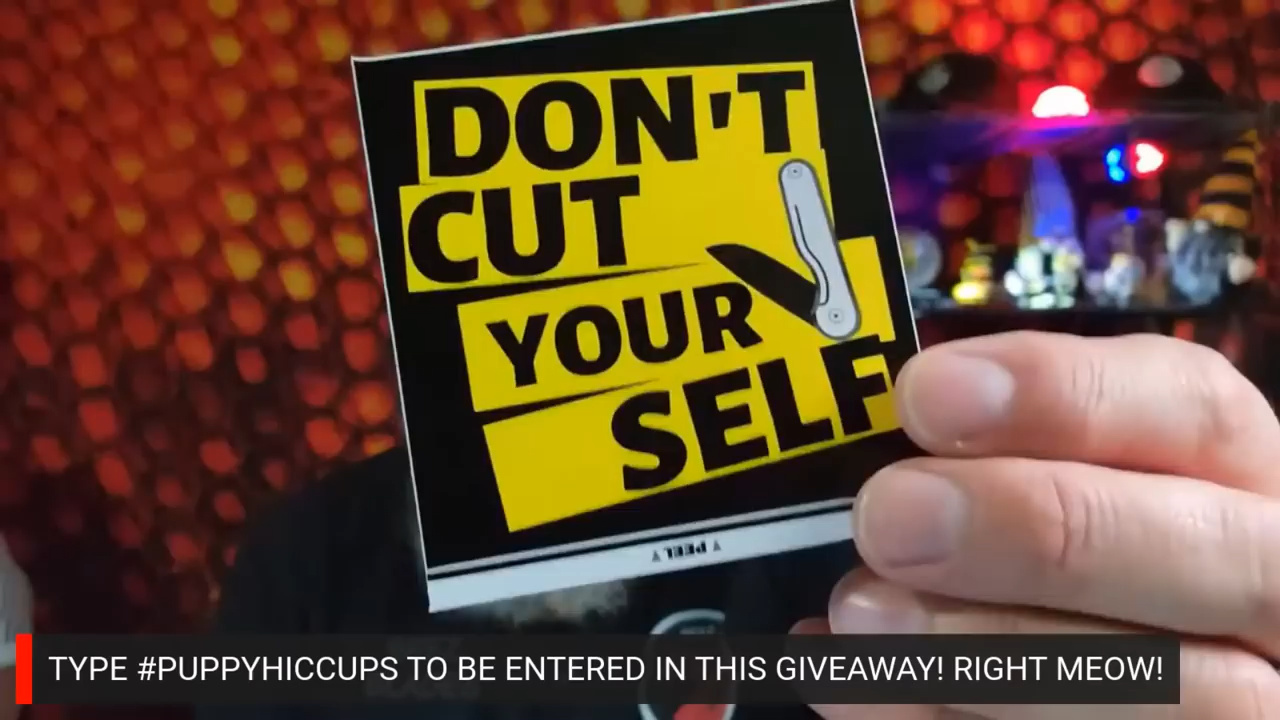 DON'T
CUT
YOUR
SELF
PEEL
TYPE #PUPPYHICCUPS TO BE ENTERED IN THIS GIVEAWAY! RIGHT MEOW!